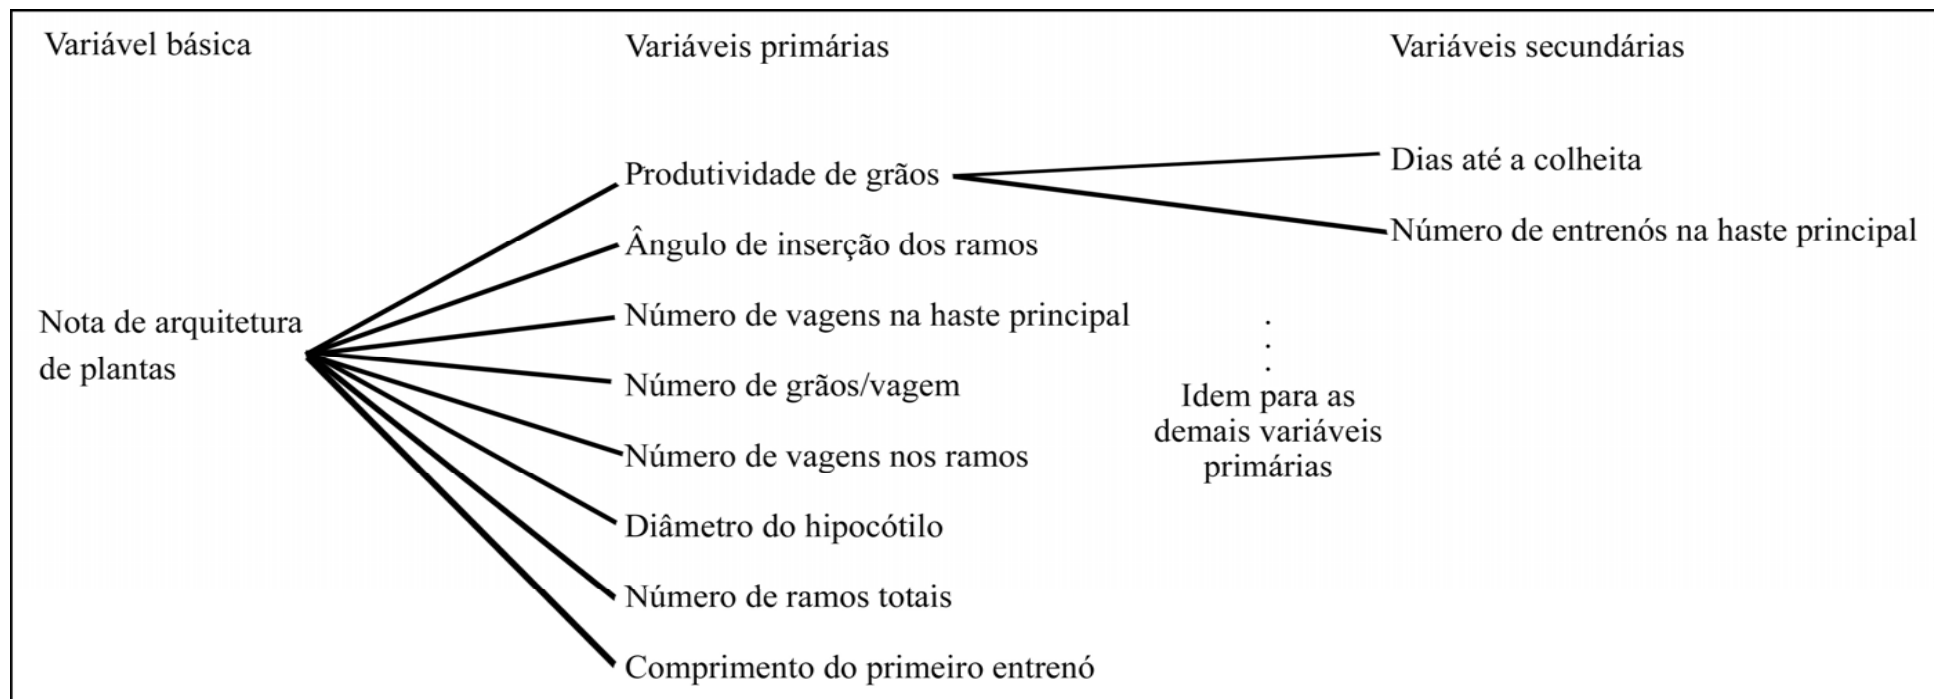 Variável básica
Variáveis primárias
Variáveis secundárias
Produtividade de grãos
Dias até a colheita
Número de entrenós na haste principal
Ângulo de inserção dos ramos
Nota de arquitetura
de plantas
Número de vagens na haste principal
Número de grãos/vagem
Número de vagens nos ramos
Diâmetro do hipocótilo
Número de ramos totais
Comprimento do primeiro entrenó
.
.
.
Idem para as
demais variáveis
primárias